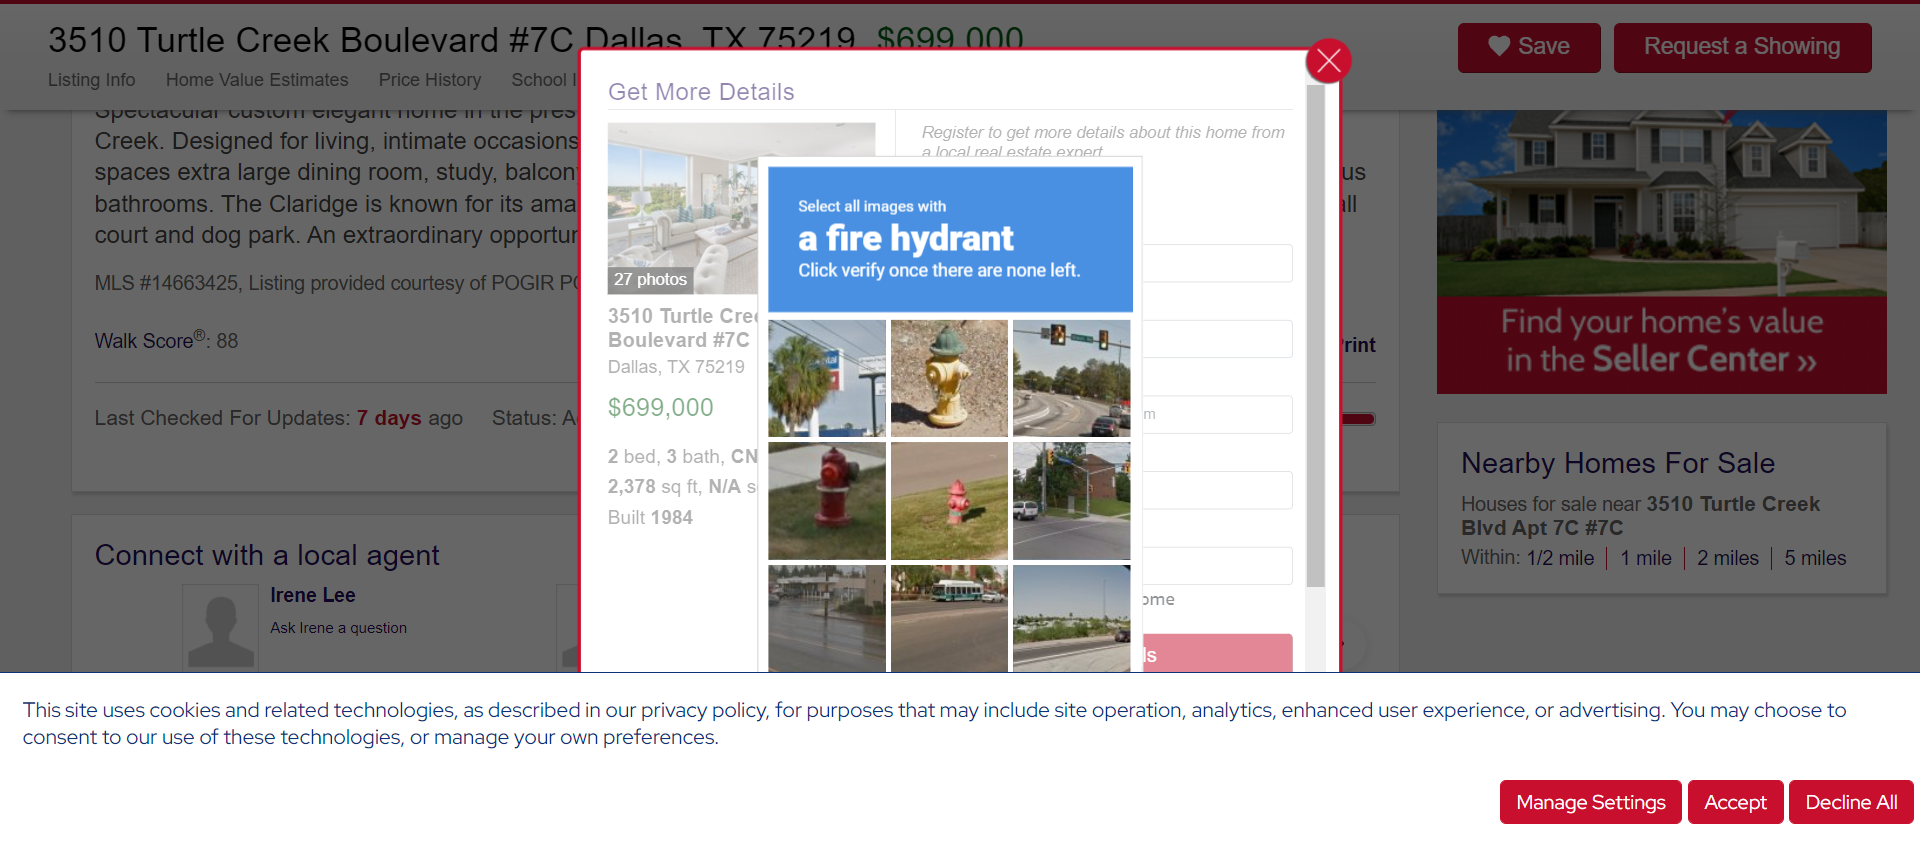 3510 Turtle Creek Boulevard #7C Dallas, TX 75219 $699,000
Save
Request a Showing
Listing Info Home Value Estimates Price History School I
Get More Details
Spectacular custom elegant home in the pres
Creek. Designed for living, intimate occasions
spaces extra large dining room, study, balcony
bathrooms. The Claridge is known for its ama
court and dog park. An extraordinary opportun
us
all
MLS #14663425, Listing provided courtesy of POGIR PO
Walk Score®: 88
Print
Last Checked For Updates: 7 days ago Status: A
Register to get more details about this home from
a local real estate expert
27 photos
3510 Turtle Cree
Boulevard #7C
Dallas, TX 75219
$699,000
2 bed, 3 bath, CN
2,378 sq ft, N/A s
Built 1984
Select all images with
a fire hydrant
Click verify once there are none left.
m
ome
ls
Find your home's value
in the Seller Center »
Nearby Homes For Sale
Houses for sale near 3510 Turtle Creek
Blvd Apt 7C #7C
Within: 1/2 mile | 1 mile | 2 miles | 5 miles
Connect with a local agent
Irene Lee
Ask Irene a question
This site uses cookies and related technologies, as described in our privacy policy, for purposes that may include site operation, analytics, enhanced user experience, or advertising. You may choose to
consent to our use of these technologies, or manage your own preferences.
Manage Settings
Accept
Decline All